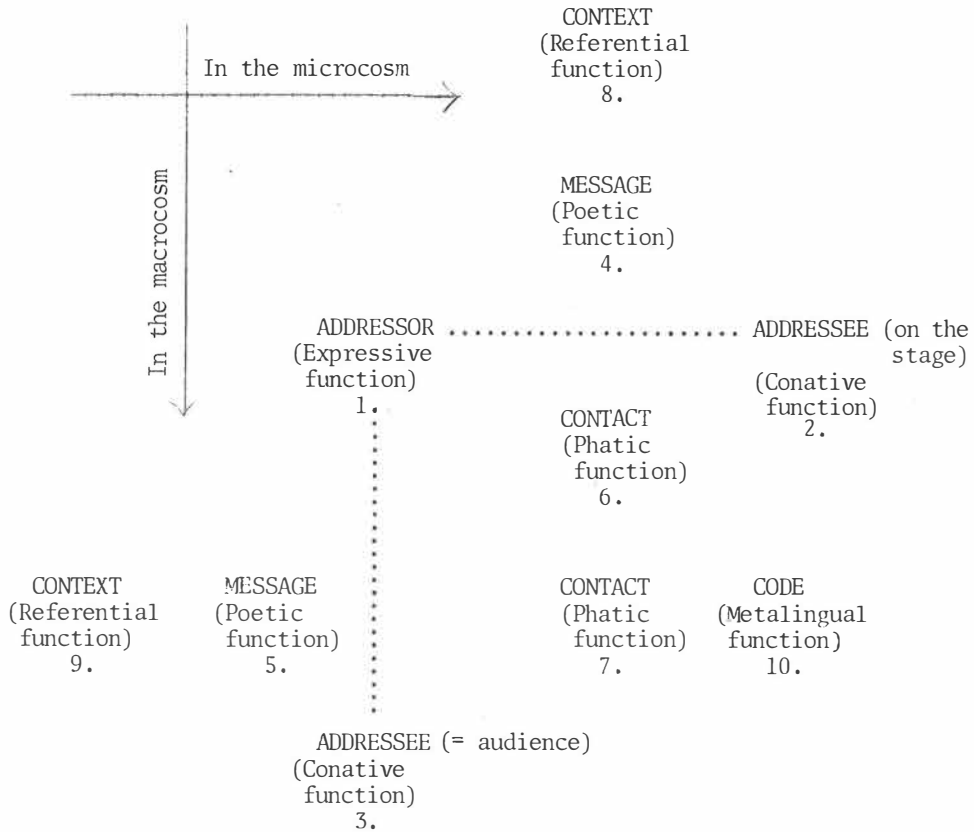 CONTEXT
(Referential
function)
8.
In the microcosm
In the macrocosm
MESSAGE
(Poetic
function)
4.
ADDRESSOR
(Expressive
function)
1.
ADDRESSEE (on the
stage)
(Conative
function)
2.
CONTACT
(Phatic
function)
6.
CONTEXT
(Referential
function)
9.
MESSAGE
(Poetic
function)
5.
CONTACT
(Phatic
function)
7.
CODE
(Metalingual
function)
10.
ADDRESSEE (= audience)
(Conative
function)
3.